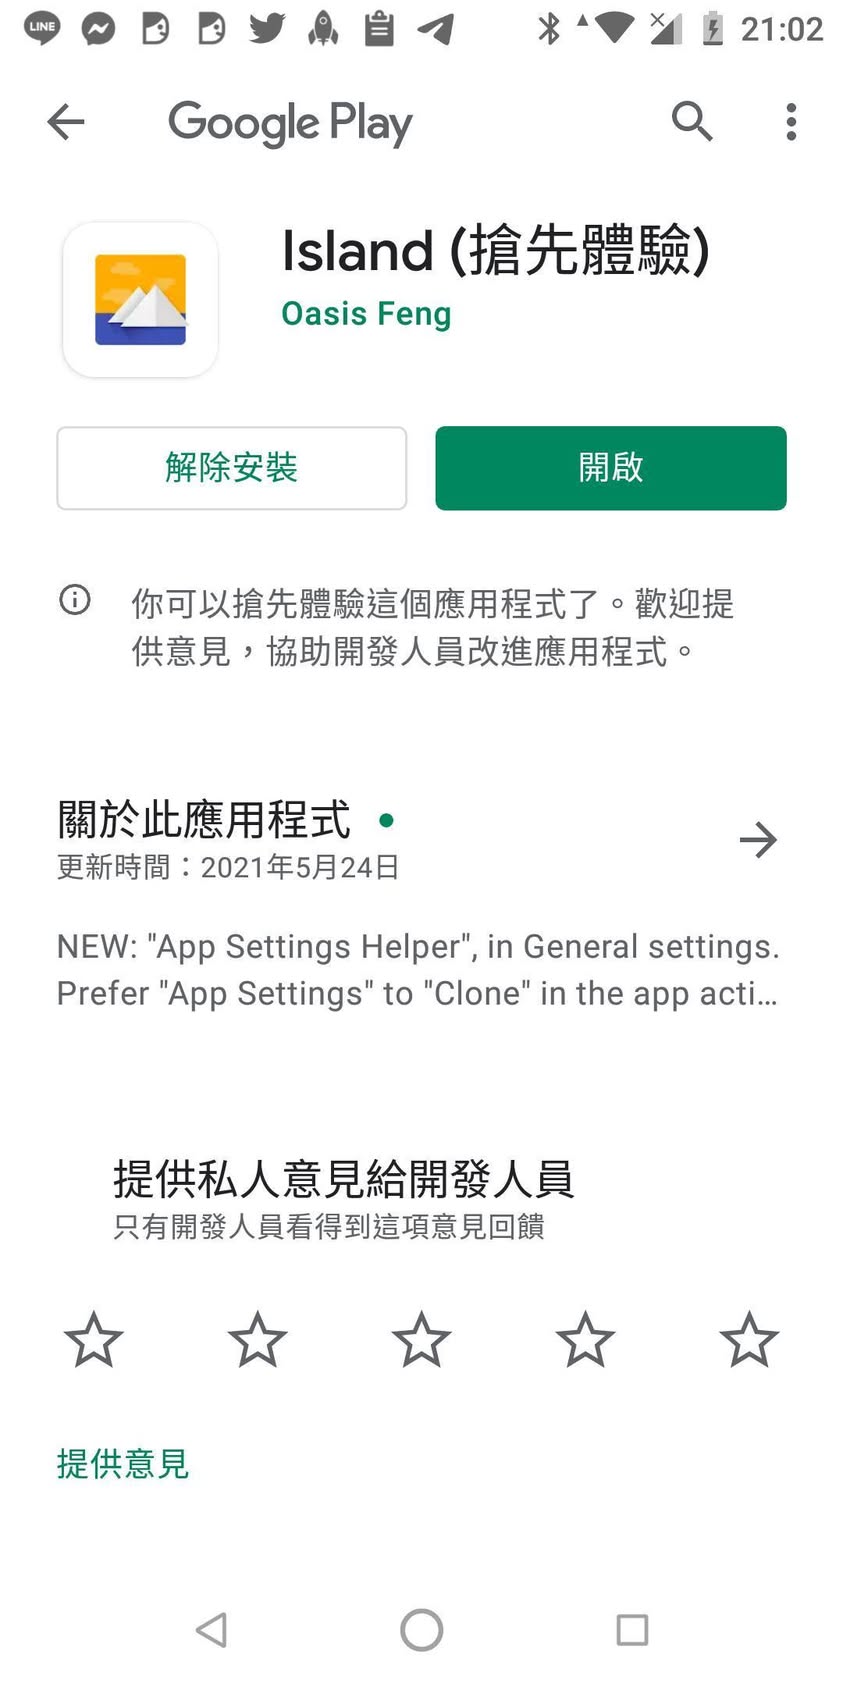 LINE
21:02
Google Play
Island (搶先體驗)
Oasis Feng
解除安裝
開啟
你可以搶先體驗這個應用程式了。歡迎提
供意見，協助開發人員改進應用程式。
關於此應用程式
更新時間：2021年5月24日
NEW: "App Settings Helper", in General settings.
Prefer "App Settings" to "Clone" in the app acti…
提供私人意見給開發人員
只有開發人員看得到這項意見回饋
提供意見